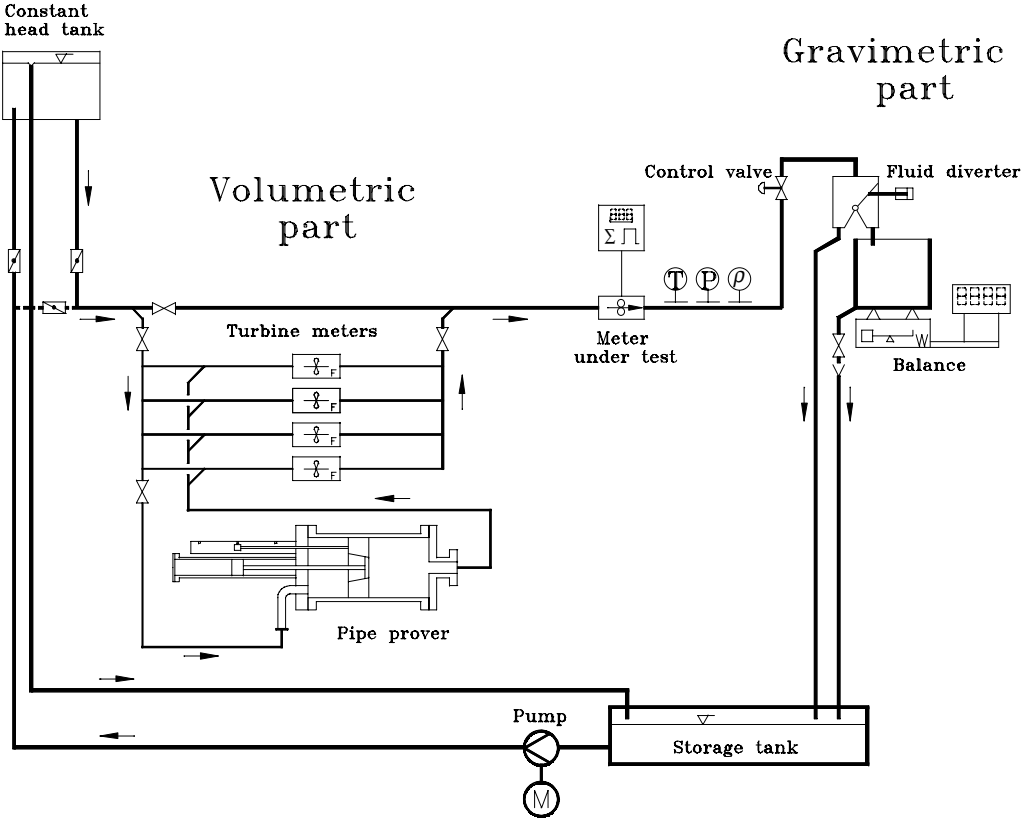 Constant
head tank
Gravimetric
part
Volumetric
part
Control valve
Fluid diverter
Σ
T P ρ
Turbine meters
Meter
under test
Balance
W
F
F
F
F
Pipe prover
Pump
Storage tank
M